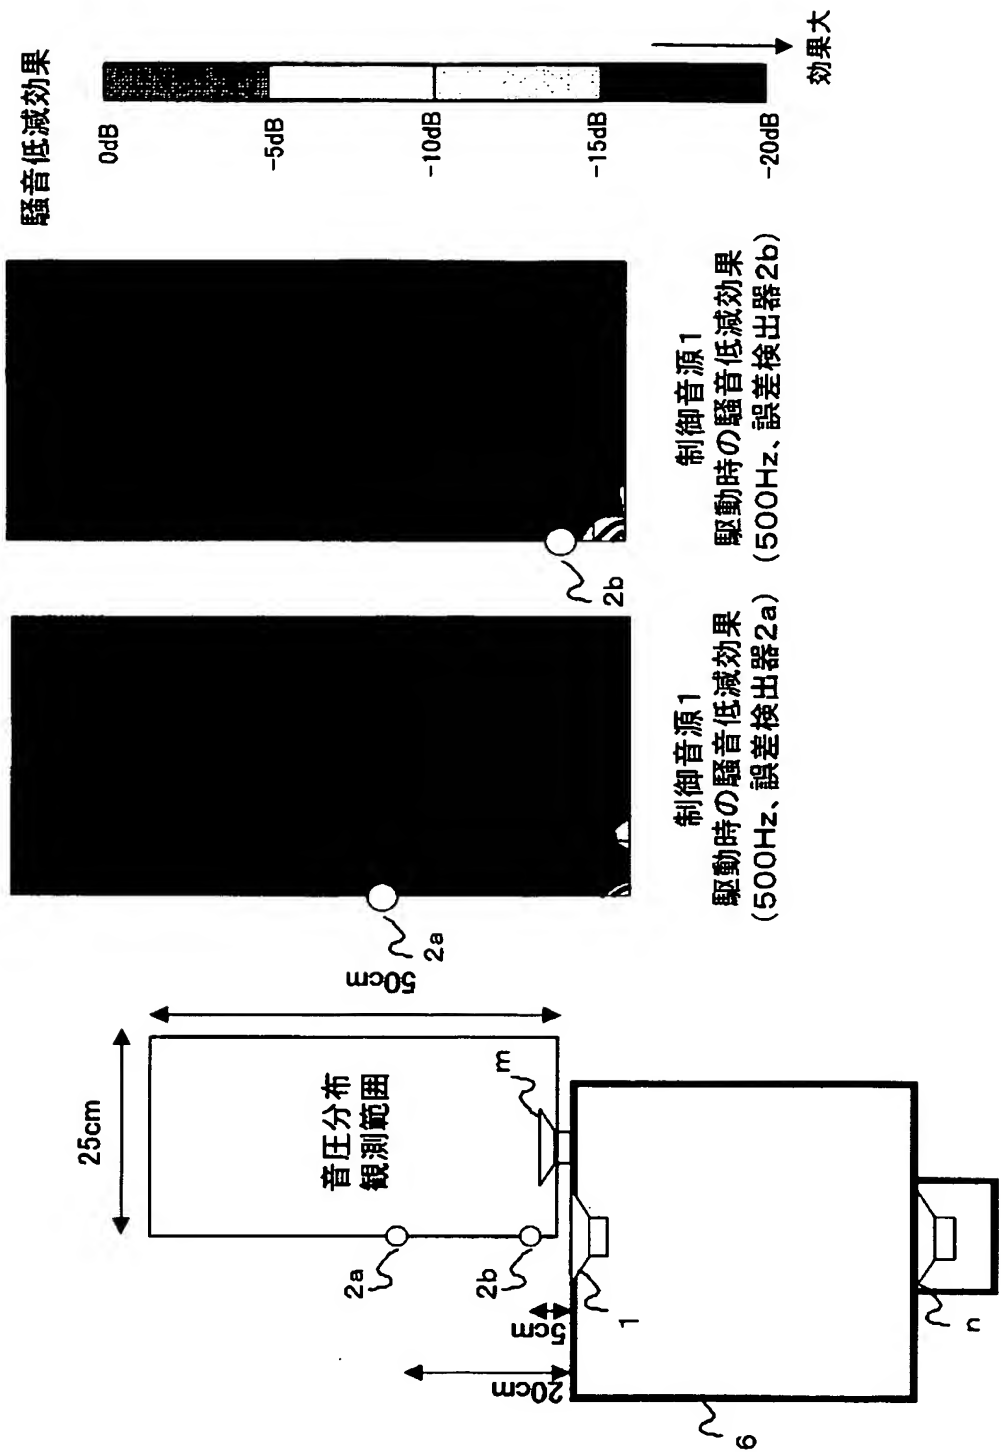 25cm
50cm
音圧分布
観測範囲
2a
2b
m
5cm
20cm
1
6
n
2a
制御音源1
駆動時の騒音低減効果
(500Hz、誤差検出器2a)
2b
制御音源1
駆動時の騒音低減効果
(500Hz、誤差検出器2b)
騒音低減効果
0dB
-5dB
-10dB
-15dB
-20dB
効果大